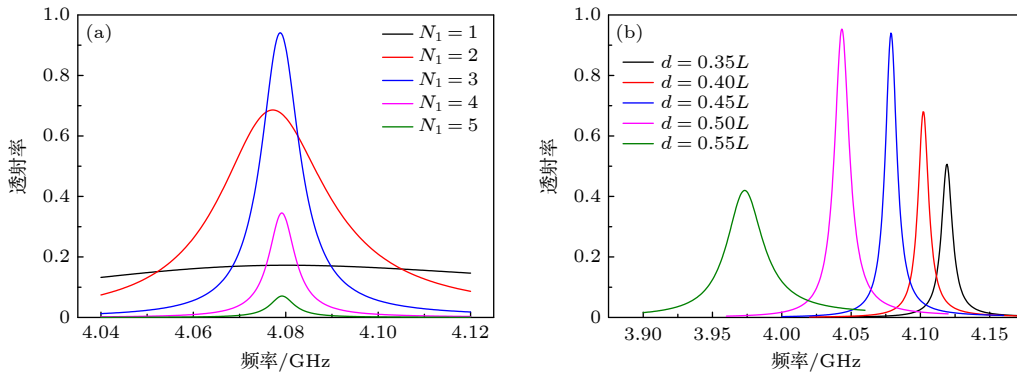 (a)
N₁ = 1
N₁ = 2
N₁ = 3
N₁ = 4
N₁ = 5
1.0
0.8
0.6
0.4
0.2
0
透射率
4.04 4.06 4.08 4.10 4.12
频率/GHz
(b)
d = 0.35L
d = 0.40L
d = 0.45L
d = 0.50L
d = 0.55L
1.0
0.8
0.6
0.4
0.2
0
透射率
3.90 3.95 4.00 4.05 4.10 4.15
频率/GHz